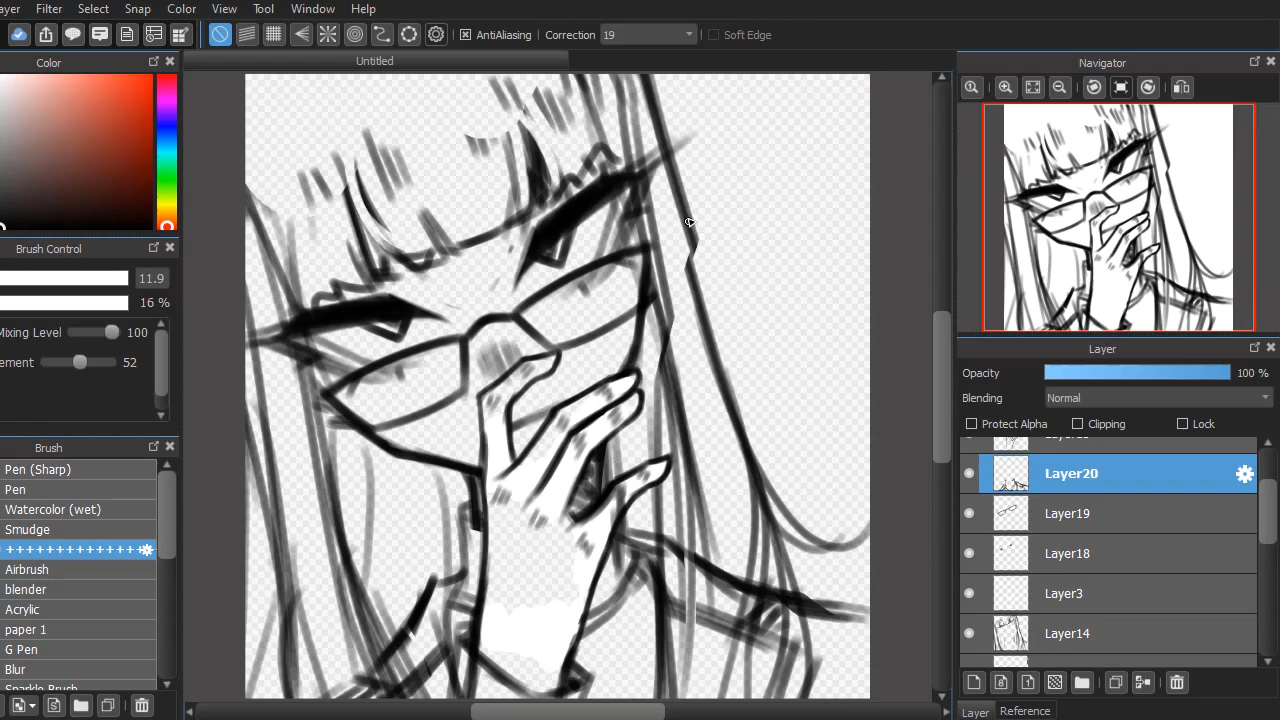 ayer Filter Select Snap Color View Tool Window Help
AntiAliasing Correction 19 Soft Edge
Color
Untitled
Navigator
Brush Control
11.9
16 %
Mixing Level 100
ement 52
Brush
Pen (Sharp)
Pen
Watercolor (wet)
Smudge
Airbrush
blender
Acrylic
paper 1
G Pen
Blur
Sparkle Brush
Layer
Opacity 100 %
Blending Normal
Protect Alpha Clipping Lock
Layer20
Layer19
Layer18
Layer3
Layer14
Layer Reference